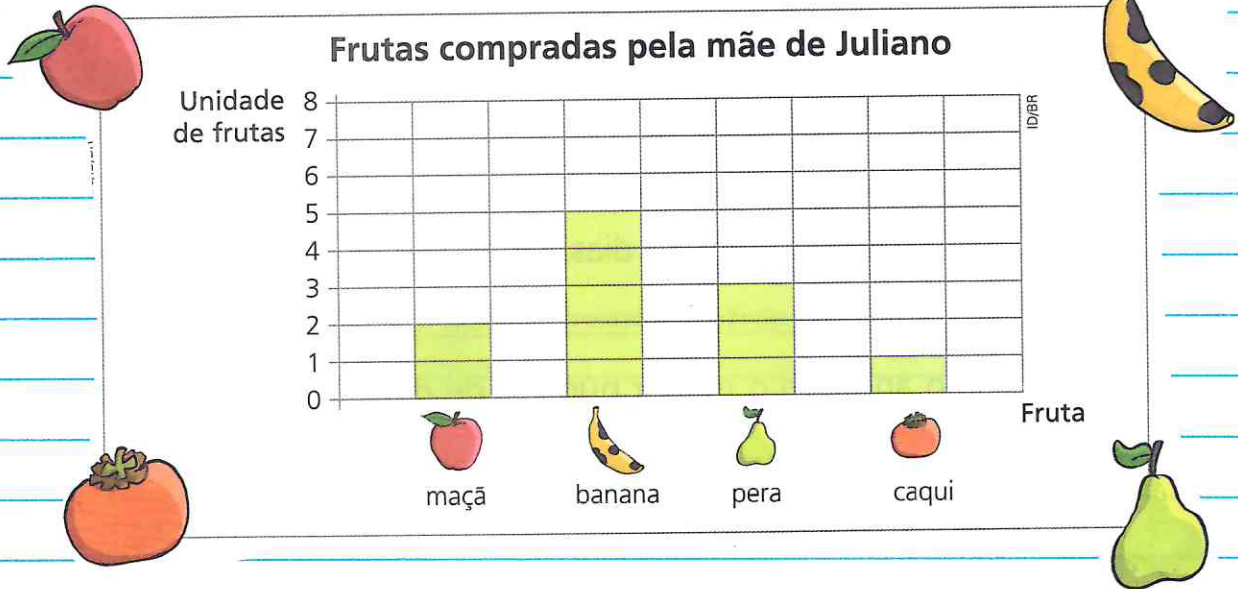 Frutas compradas pela mãe de Juliano
Unidade
de frutas
8
7
6
5
4
3
2
1
0
ID/BR
Fruta
maçã
banana
pera
caqui